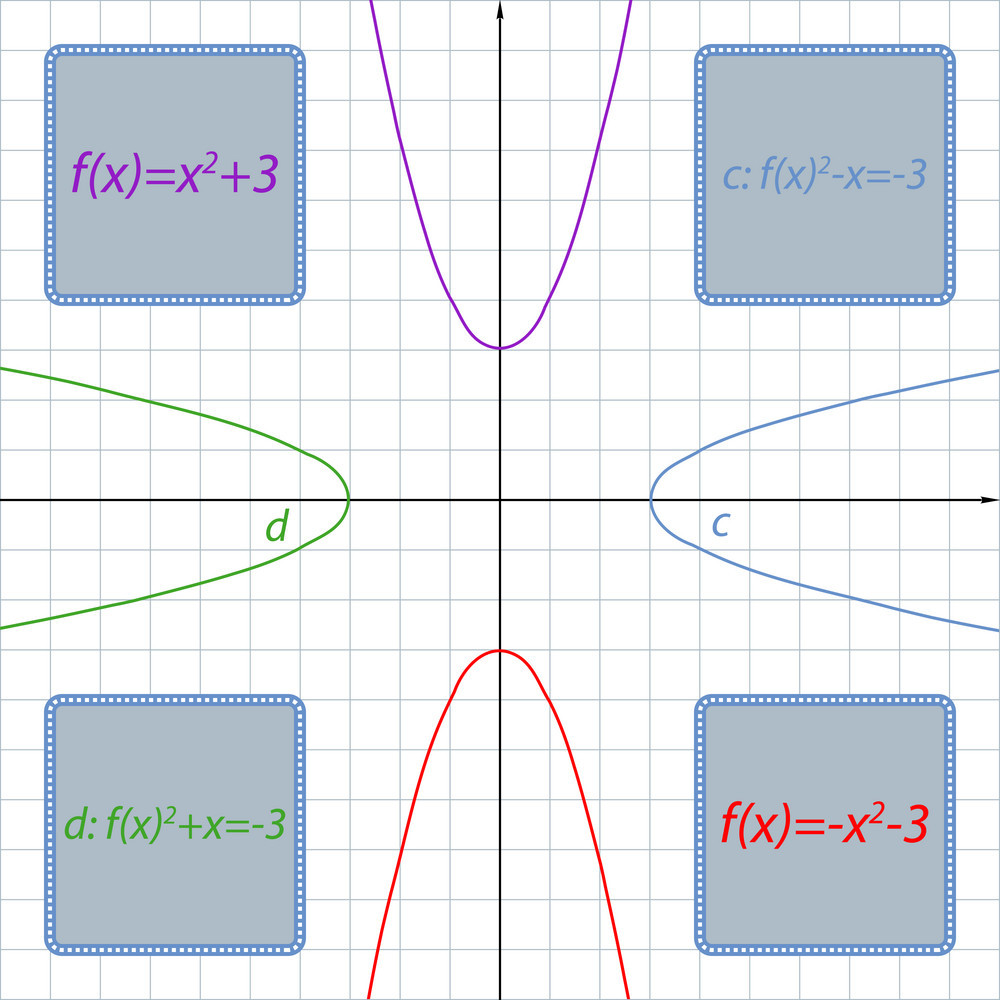 f(x)=x²+3
c: f(x)²-x=-3
d
c
d: f(x)²+x=-3
f(x)=-x²-3